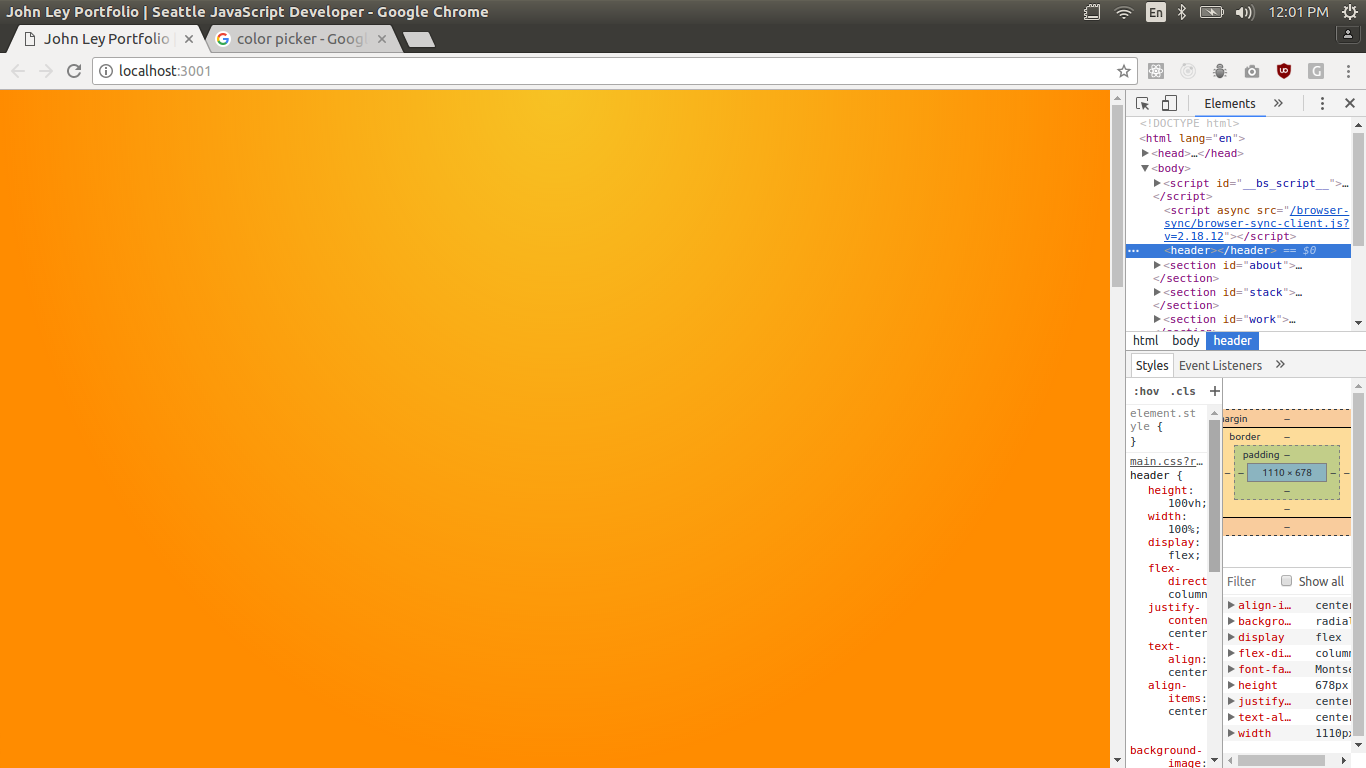 John Ley Portfolio | Seattle JavaScript Developer - Google Chrome
En
12:01 PM
John Ley Portfolio
color picker - Goog
localhost:3001
G
Elements
<!DOCTYPE html>
<html lang="en">
<head>…</head>
<body>
<script id="__bs_script__">…
</script>
<script async src="/browser-
sync/browser-sync-client.js?
v=2.18.12"></script>
<header></header> == $0
<section id="about">…
</section>
<section id="stack">…
</section>
<section id="work">…
html body header
Styles Event Listeners
:hov .cls +
element.st
yle {
}
main.css?r…
header {
height:
100vh;
width:
100%;
display:
flex;
flex-
direct
column
justify-
conten
center
text-
align:
center
align-
items:
center
background-
image:
argin –
border –
padding –
– – 1110 × 678 – –
–
–
–
Filter Show all
align-i… center
backgro… radial
display flex
flex-di… column
font-fa… Montse
height 678px
justify… center
text-al… center
width 1110px